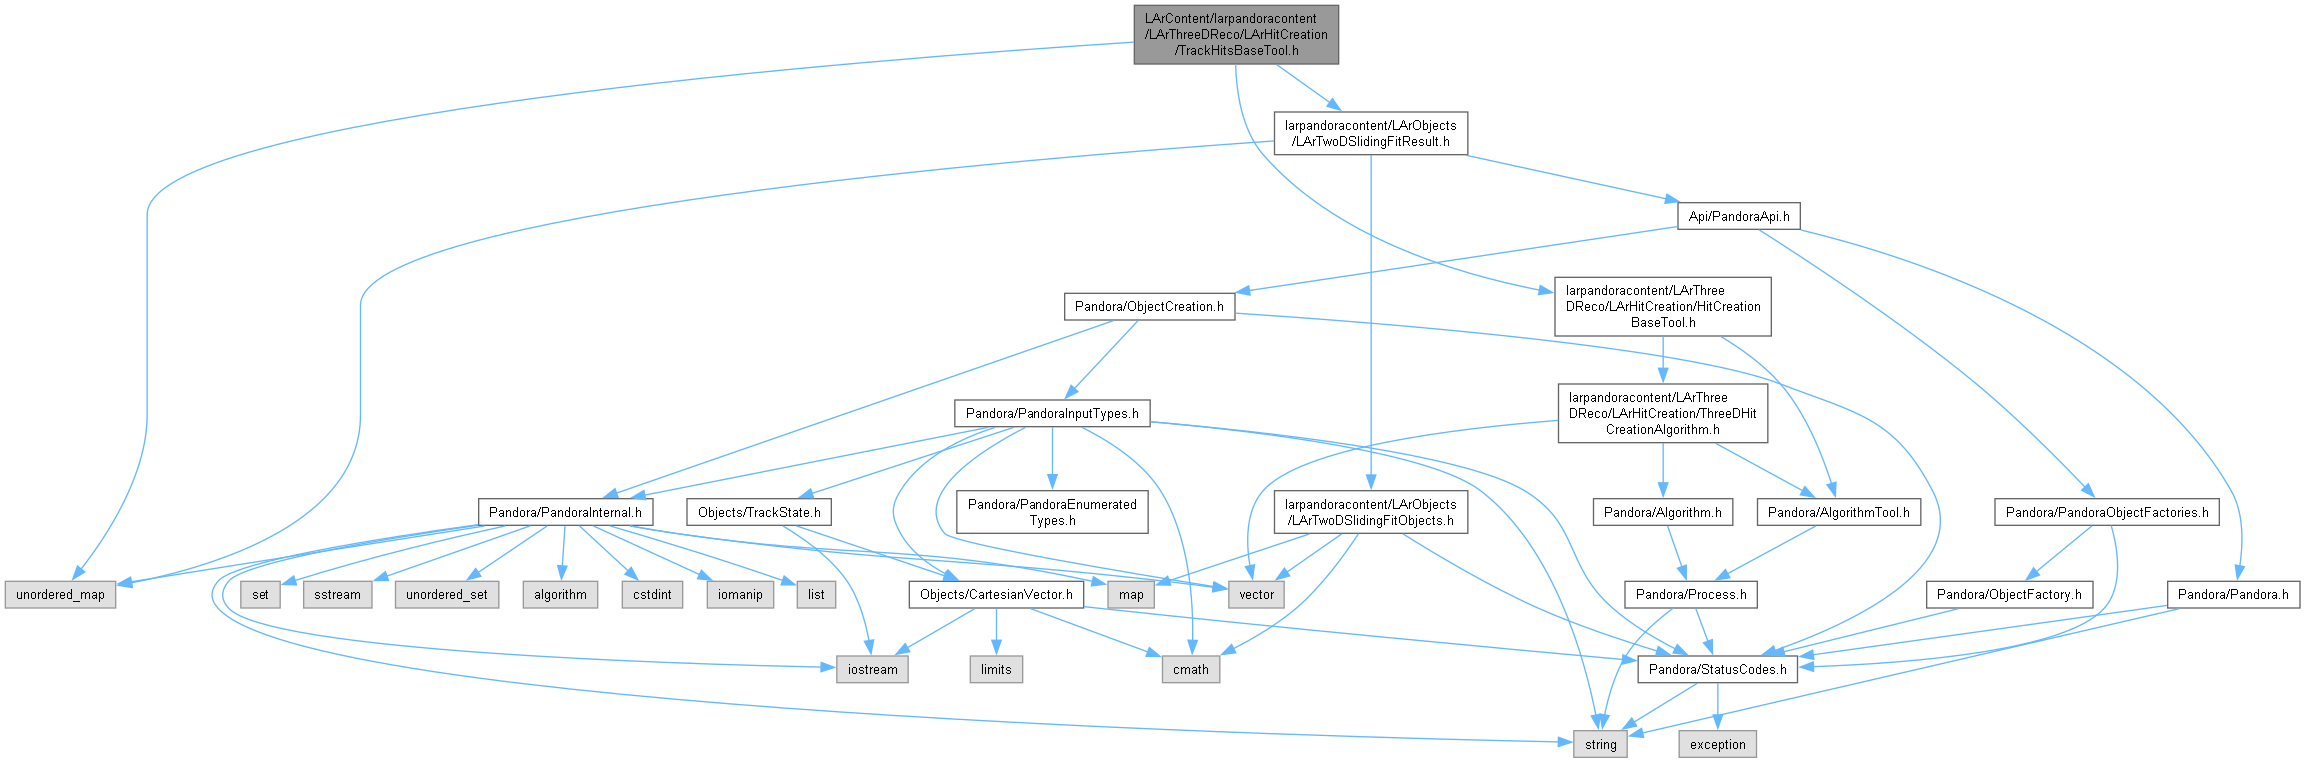 LArContent/larpandoracontent
/LArThreeDReco/LArHitCreation
/TrackHitsBaseTool.h
larpandoracontent/LArObjects
/LArTwoDSlidingFitResult.h
Api/PandoraApi.h
Pandora/ObjectCreation.h
larpandoracontent/LArThree
DReco/LArHitCreation/HitCreation
BaseTool.h
Pandora/PandoraInputTypes.h
larpandoracontent/LArThree
DReco/LArHitCreation/ThreeDHit
CreationAlgorithm.h
Pandora/PandoraInternal.h
Objects/TrackState.h
Pandora/PandoraEnumerated
Types.h
larpandoracontent/LArObjects
/LArTwoDSlidingFitObjects.h
Pandora/Algorithm.h
Pandora/AlgorithmTool.h
Pandora/PandoraObjectFactories.h
unordered_map
set
sstream
unordered_set
algorithm
cstdint
iomanip
list
Objects/CartesianVector.h
map
vector
Pandora/Process.h
Pandora/ObjectFactory.h
Pandora/Pandora.h
iostream
limits
cmath
Pandora/StatusCodes.h
string
exception